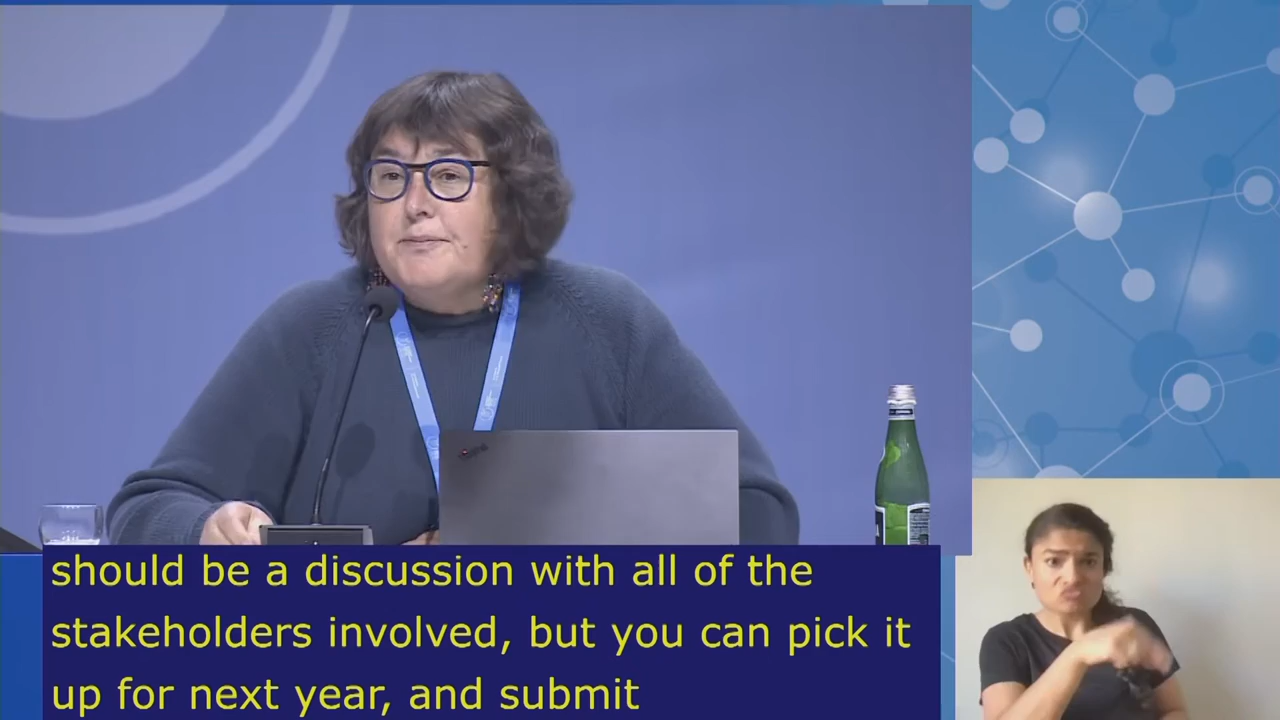 should be a discussion with all of the
stakeholders involved, but you can pick it
up for next year, and submit